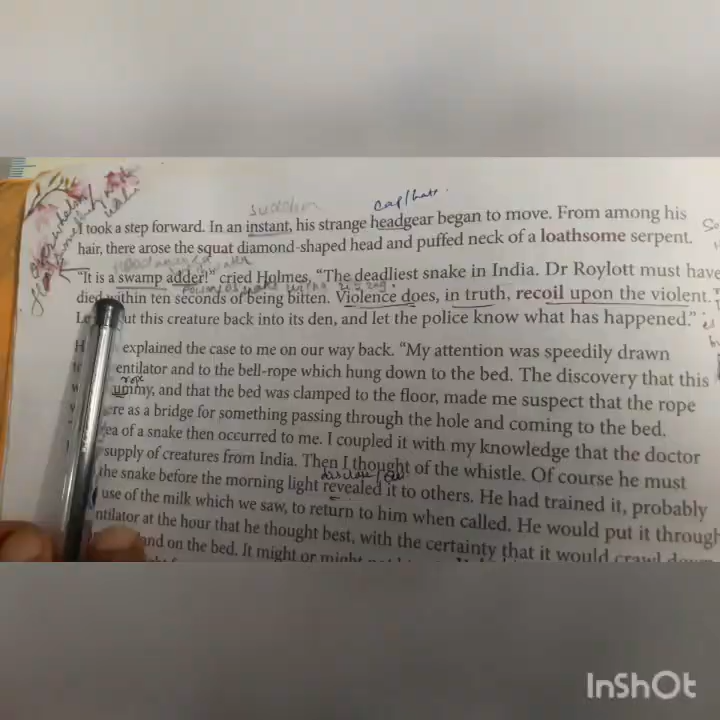 sudden
cap/hat
I took a step forward. In an instant, his strange headgear began to move. From among his
hair, there arose the squat diamond-shaped head and puffed neck of a loathsome serpent.
"It is a swamp adder!" cried Holmes, "The deadliest snake in India. Dr Roylott must have
died within ten seconds of being bitten. Violence does, in truth, recoil upon the violent.
ut this creature back into its den, and let the police know what has happened."
explained the case to me on our way back. "My attention was speedily drawn
entilator and to the bell-rope which hung down to the bed. The discovery that this
rope
ummy, and that the bed was clamped to the floor, made me suspect that the rope
ere as a bridge for something passing through the hole and coming to the bed.
ea of a snake then occurred to me. I coupled it with my knowledge that the doctor
supply of creatures from India. Then I thought of the whistle. Of course he must
the snake before the morning light revealed it to others. He had trained it, probably
use of the milk which we saw, to return to him when called. He would put it through
ntilator at the hour that he thought best, with the certainty that it would crawl down
and on the bed. It might or might
InShOt